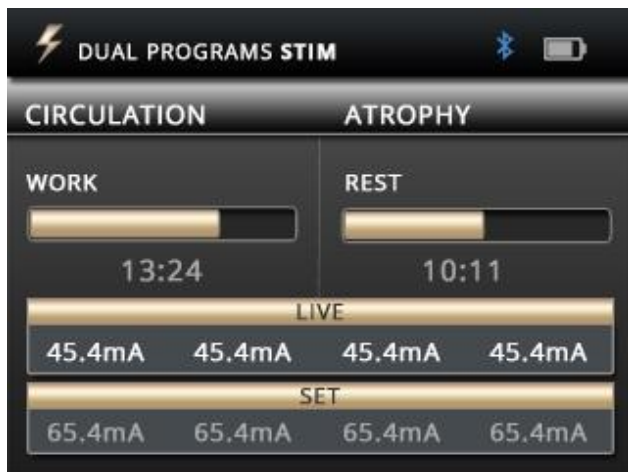 DUAL PROGRAMS STIM
CIRCULATION ATROPHY
WORK REST
13:24 10:11
LIVE
45.4mA 45.4mA 45.4mA 45.4mA
SET
65.4mA 65.4mA 65.4mA 65.4mA